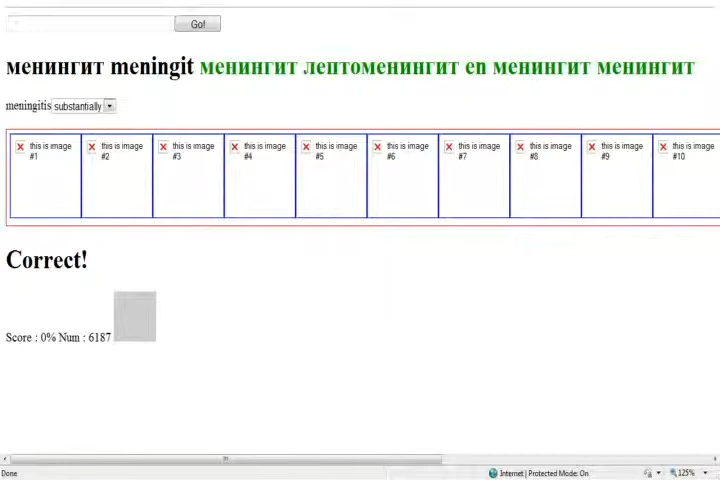 Go!
менингит meningit менингит лептоменингит en менингит менингит
meningitis substantially
this is image #1 this is image #2 this is image #3 this is image #4 this is image #5 this is image #6 this is image #7 this is image #8 this is image #9 this is image #10
Correct!
Score : 0% Num : 6187
Done Internet | Protected Mode: On 125%